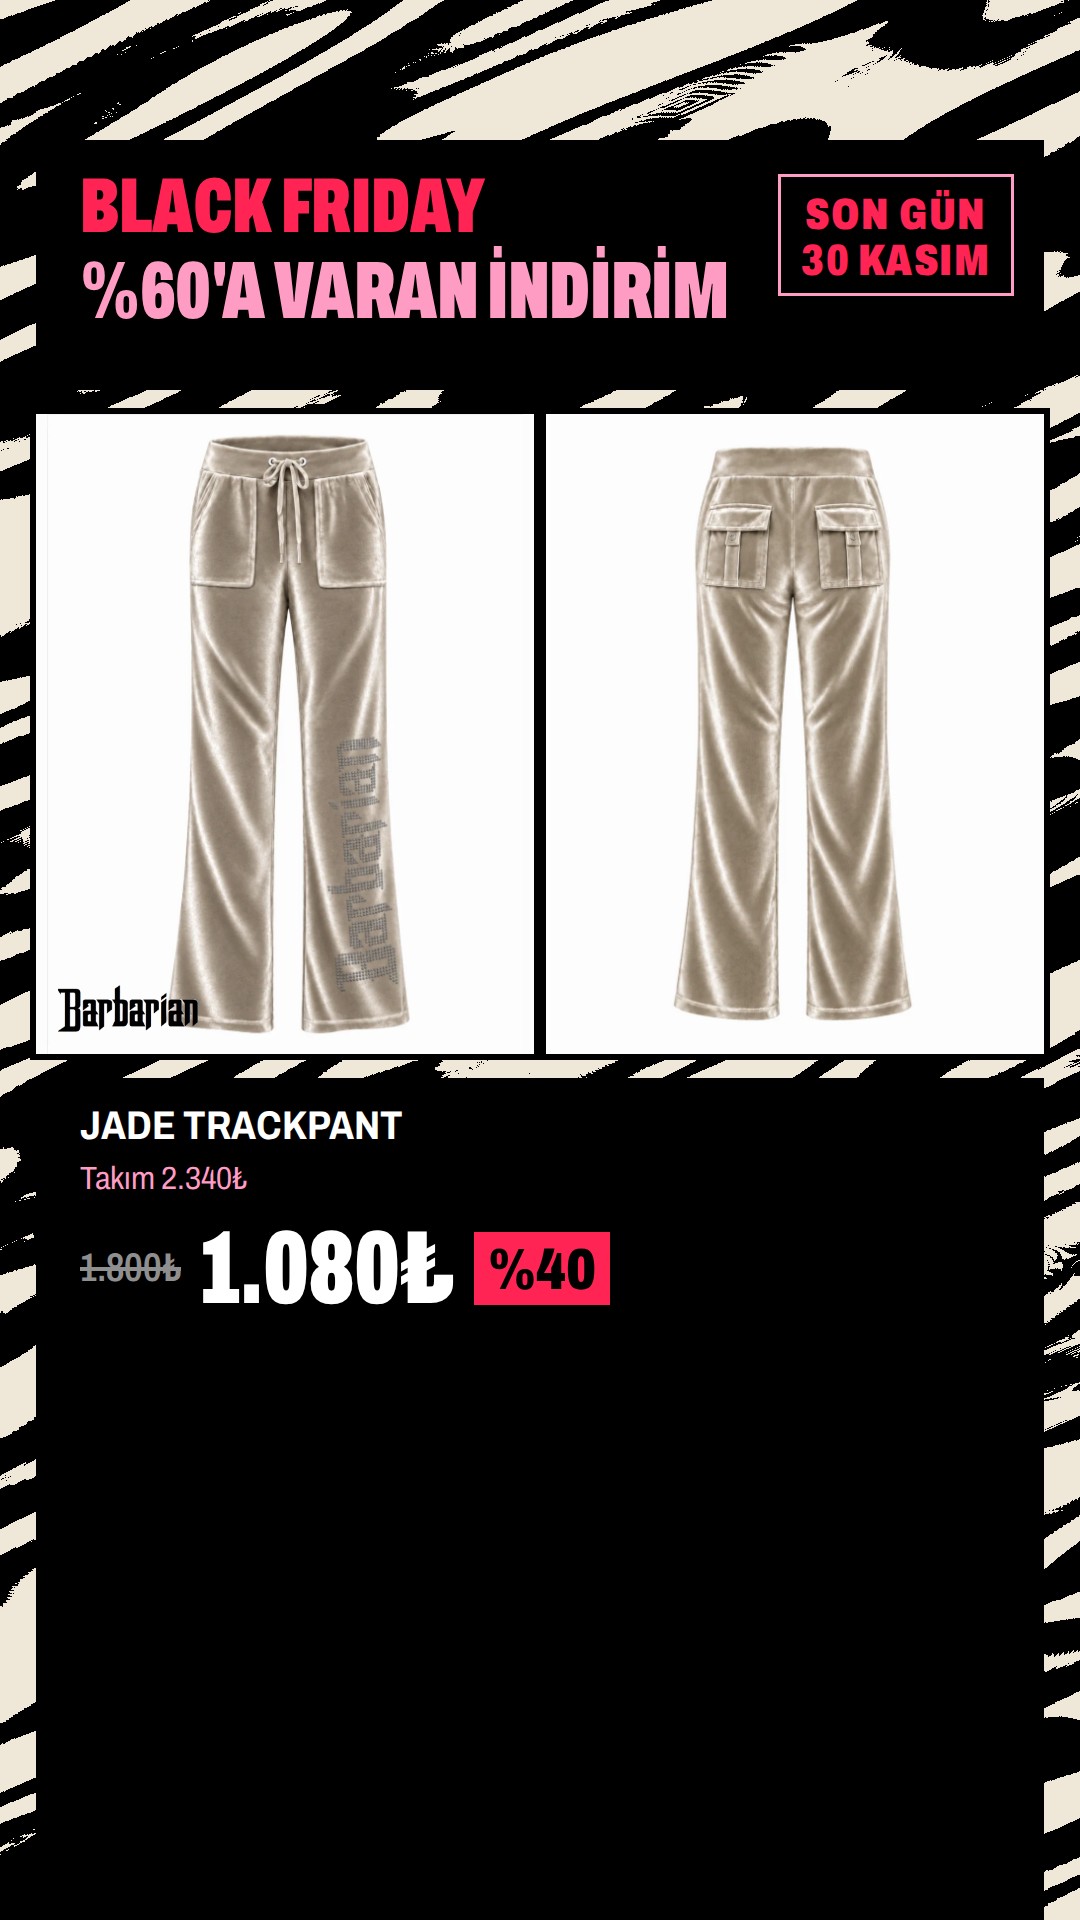 BLACK FRIDAY
%60'A VARAN İNDİRİM
SON GÜN
30 KASIM
Barbarian
Barbarian
JADE TRACKPANT
Takım 2.340₺
1.800₺ 1.080₺ %40